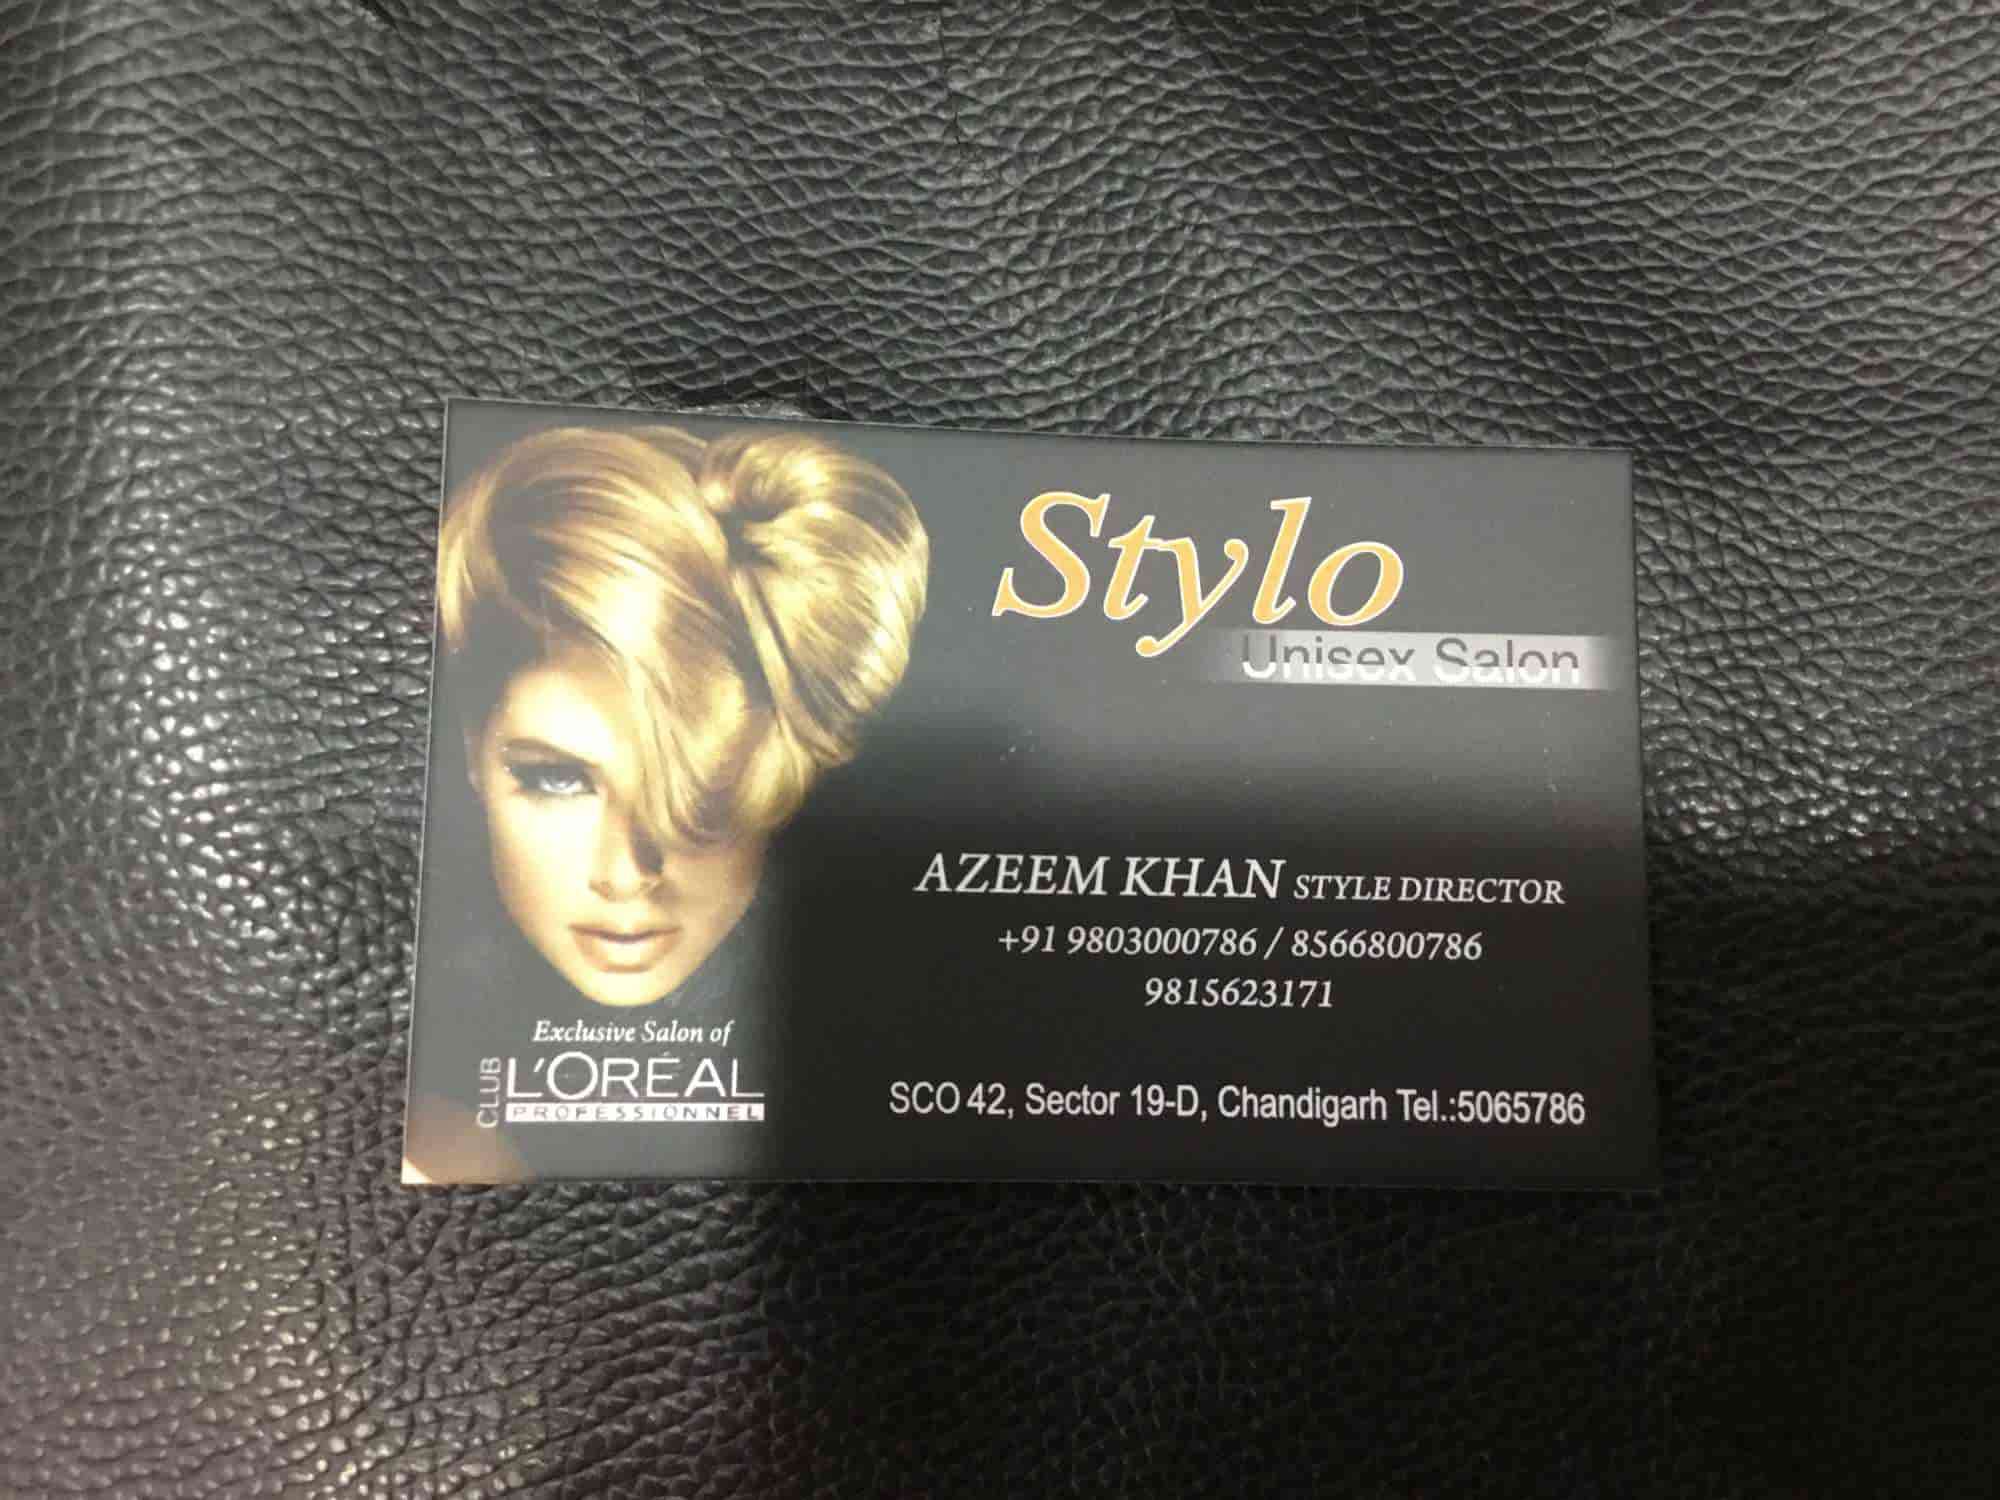 Stylo
Unisex Salon
AZEEM KHAN STYLE DIRECTOR
+91 9803000786 / 8566800786
9815623171
Exclusive Salon of
CLUB
L'ORÉAL
PROFESSIONNEL
SCO 42, Sector 19-D, Chandigarh Tel.:5065786